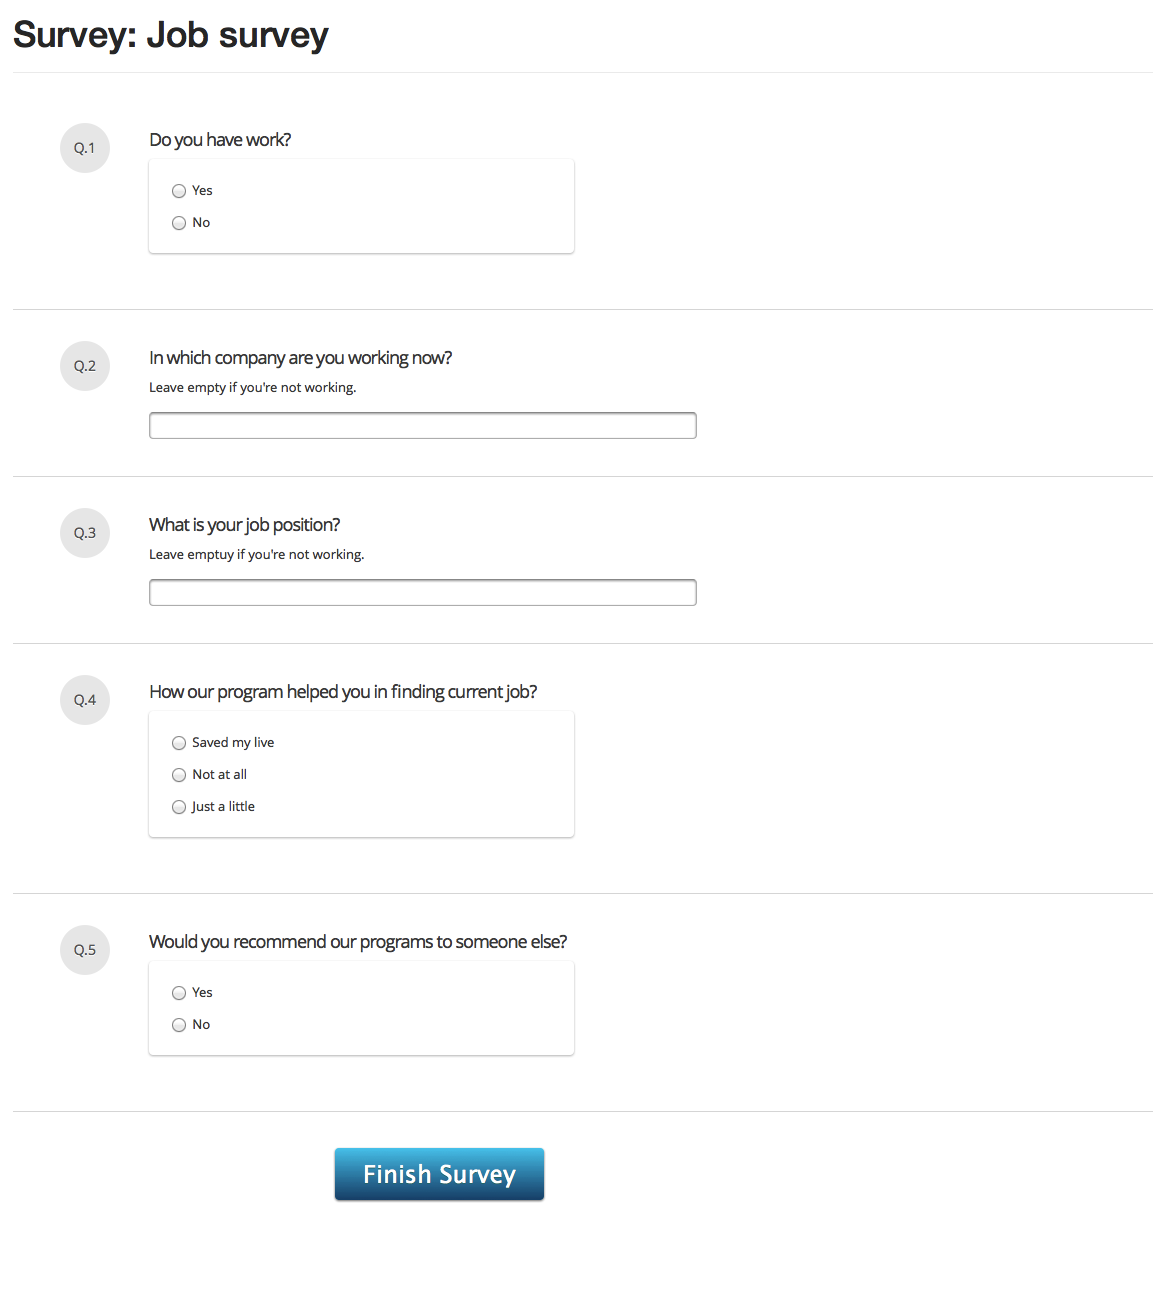 Survey: Job survey
Q.1
Do you have work?
Yes
No
Q.2
In which company are you working now?
Leave empty if you're not working.
Q.3
What is your job position?
Leave emptuy if you're not working.
Q.4
How our program helped you in finding current job?
Saved my live
Not at all
Just a little
Q.5
Would you recommend our programs to someone else?
Yes
No
Finish Survey